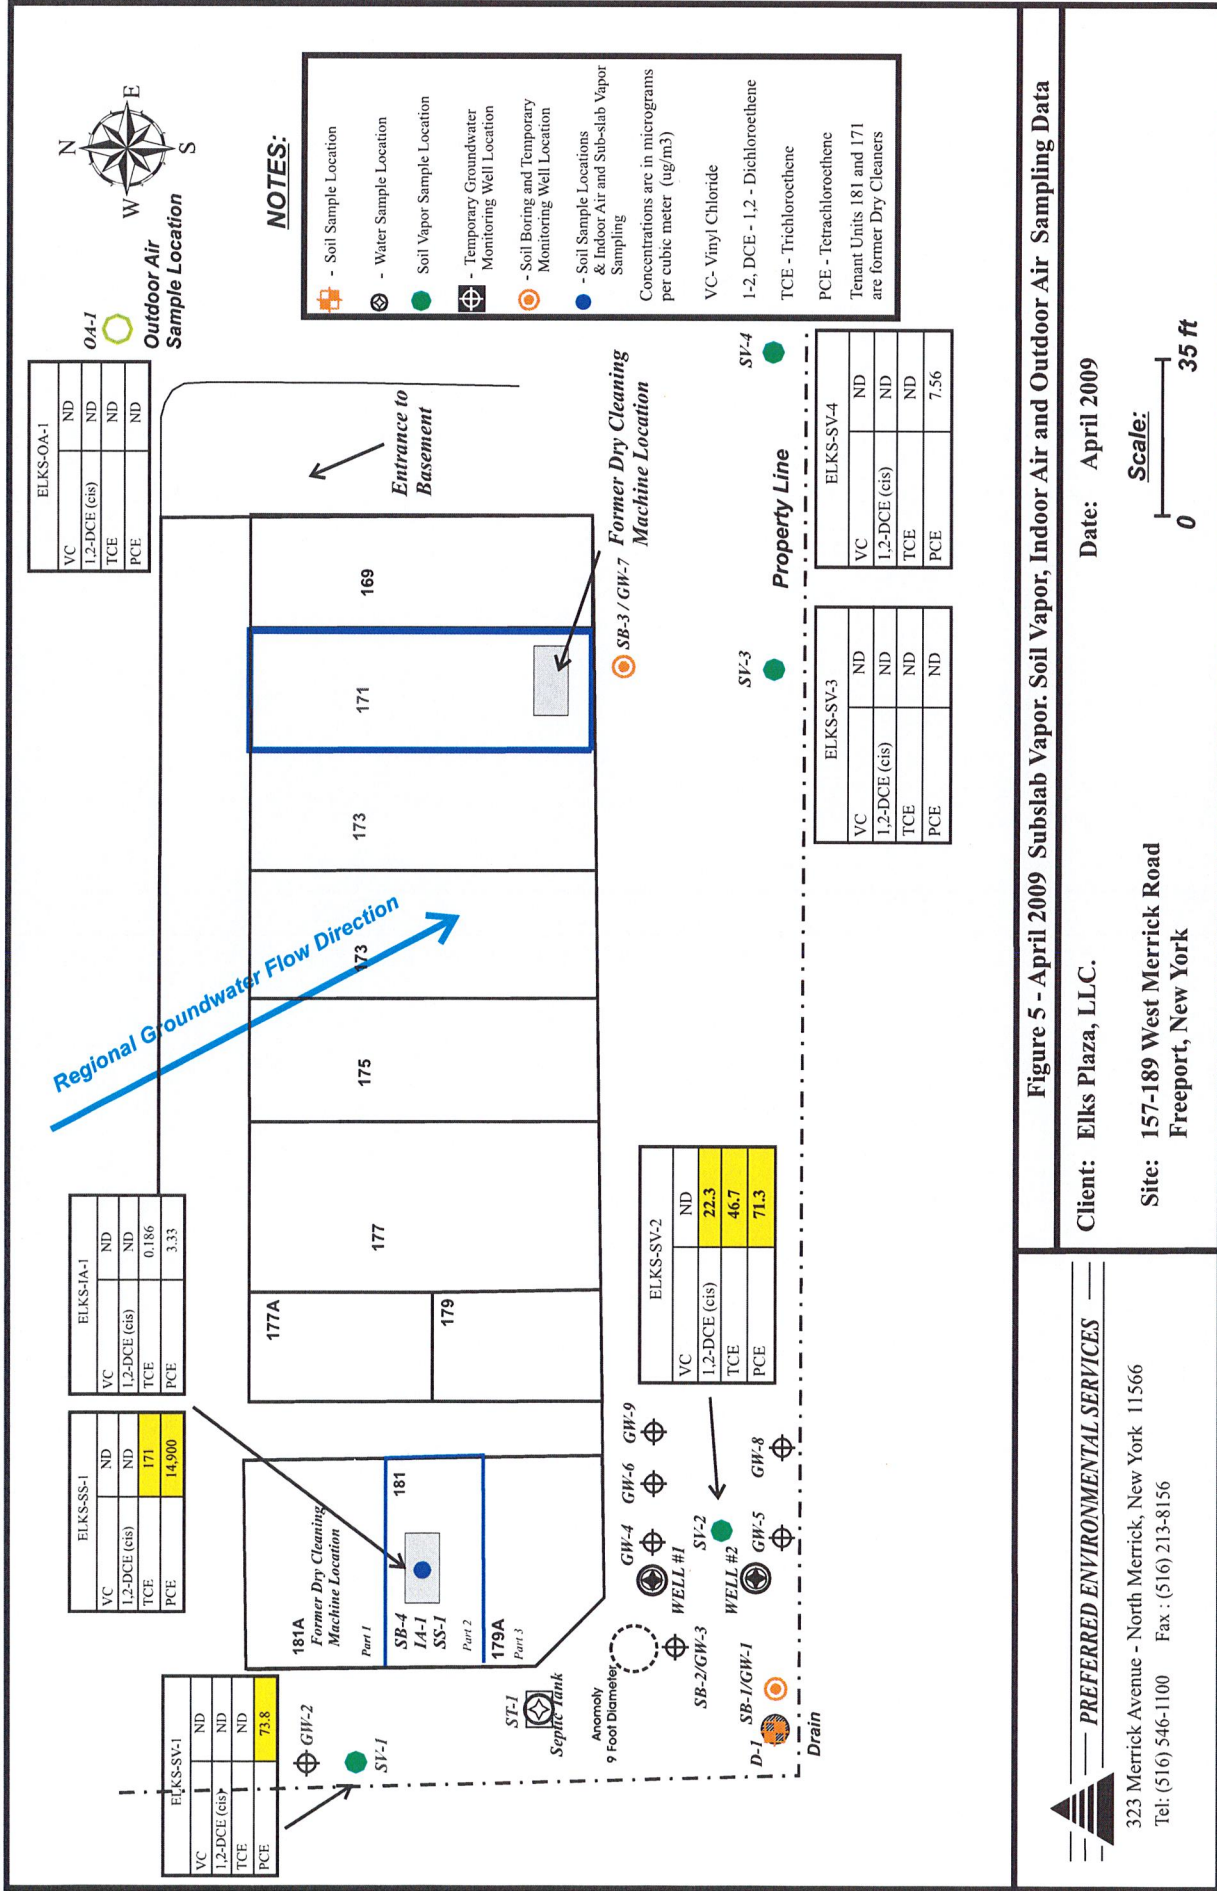 N
E
S
W
OA-1
Outdoor Air
Sample Location
ELKS-OA-1
VC ND
1,2-DCE (cis) ND
TCE ND
PCE ND
NOTES:
- Soil Sample Location
- Water Sample Location
Soil Vapor Sample Location
- Temporary Groundwater
Monitoring Well Location
- Soil Boring and Temporary
Monitoring Well Location
- Soil Sample Locations
& Indoor Air and Sub-slab Vapor
Sampling
Concentrations are in micrograms
per cubic meter (ug/m3)
VC- Vinyl Chloride
1-2, DCE - 1,2 - Dichloroethene
TCE - Trichloroethene
PCE - Tetrachloroethene
Tenant Units 181 and 171
are former Dry Cleaners
ELKS-SS-1
VC ND
1,2-DCE (cis) ND
TCE 171
PCE 14,900
ELKS-IA-1
VC ND
1,2-DCE (cis) ND
TCE 0.186
PCE 3.33
Regional Groundwater Flow Direction
ELKS-SV-1
VC ND
1,2-DCE (cis) ND
TCE ND
PCE 73.8
GW-2
SV-1
181A
Former Dry Cleaning
Machine Location
Part 1
181
SB-4
IA-1
SS-1
Part 2
179A
Part 3
177A
179
177
175
173
173
171
169
Entrance to
Basement
Former Dry Cleaning
Machine Location
SB-3 / GW-7
ST-1
Septic Tank
Anomoly
9 Foot Diameter
GW-4
GW-6
GW-9
WELL #1
SB-2/GW-3
SV-2
WELL #2
GW-5
GW-8
D-1
SB-1/GW-1
Drain
ELKS-SV-2
VC ND
1,2-DCE (cis) 22.3
TCE 46.7
PCE 71.3
SV-3
SV-4
Property Line
ELKS-SV-3
VC ND
1,2-DCE (cis) ND
TCE ND
PCE ND
ELKS-SV-4
VC ND
1,2-DCE (cis) ND
TCE ND
PCE 7.56
Figure 5 - April 2009 Subslab Vapor. Soil Vapor, Indoor Air and Outdoor Air Sampling Data
PREFERRED ENVIRONMENTAL SERVICES
323 Merrick Avenue - North Merrick, New York 11566
Tel: (516) 546-1100 Fax : (516) 213-8156
Client: Elks Plaza, LLC.
Date: April 2009
Site: 157-189 West Merrick Road
Freeport, New York
Scale:
0 35 ft